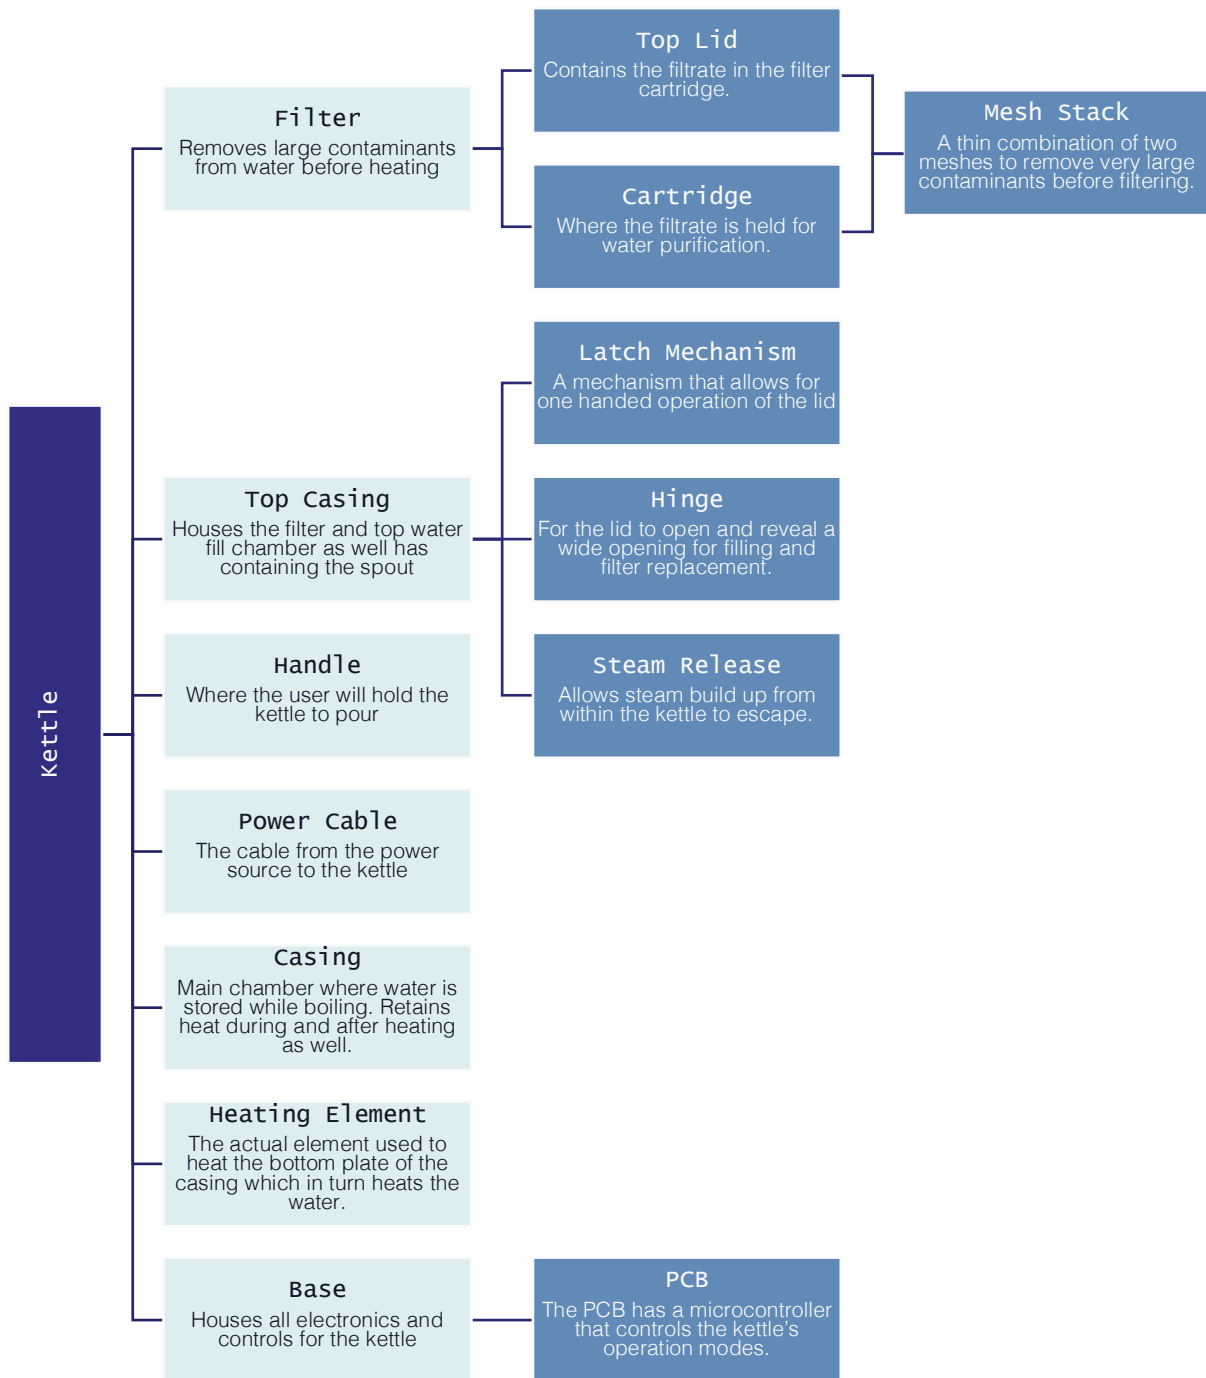 Kettle
Filter
Removes large contaminants
from water before heating
Top Lid
Contains the filtrate in the filter
cartridge.
Cartridge
Where the filtrate is held for
water purification.
Mesh Stack
A thin combination of two
meshes to remove very large
contaminants before filtering.
Top Casing
Houses the filter and top water
fill chamber as well has
containing the spout
Latch Mechanism
A mechanism that allows for
one handed operation of the lid
Hinge
For the lid to open and reveal a
wide opening for filling and
filter replacement.
Steam Release
Allows steam build up from
within the kettle to escape.
Handle
Where the user will hold the
kettle to pour
Power Cable
The cable from the power
source to the kettle
Casing
Main chamber where water is
stored while boiling. Retains
heat during and after heating
as well.
Heating Element
The actual element used to
heat the bottom plate of the
casing which in turn heats the
water.
Base
Houses all electronics and
controls for the kettle
PCB
The PCB has a microcontroller
that controls the kettle’s
operation modes.